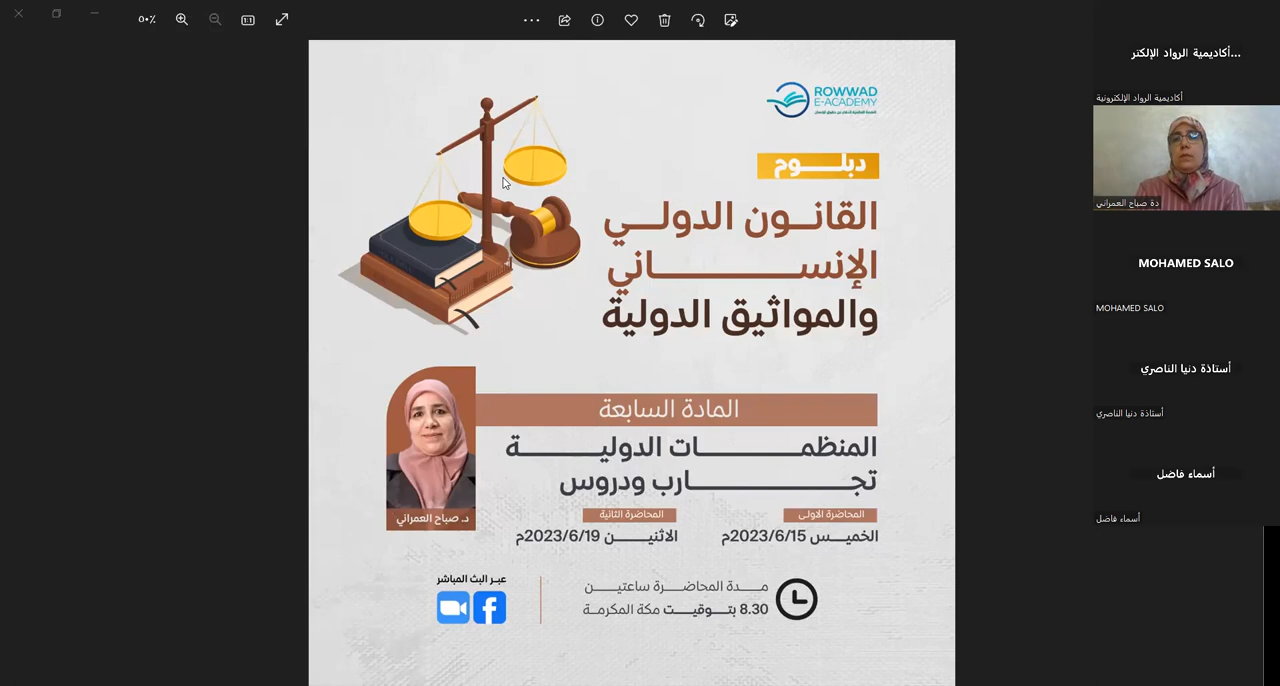 ٥٠٪
ROWWAD
E-ACADEMY
دبلوم
القانون الدولي
الإنساني
والمواثيق الدولية
المادة السابعة
المنظمات الدولية
تجارب ودروس
المحاضرة الاولى
الخميس 2023/6/15م
المحاضرة الثانية
الاثنين 2023/6/19م
د. صباح العمراني
مدة المحاضرة ساعتين
8.30 بتوقيت مكة المكرمة
عبر البث المباشر
أكاديمية الرواد الإلكتر...
أكاديمية الرواد الإلكترونية
دة صباح العمراني
MOHAMED SALO
MOHAMED SALO
أستاذة دنيا الناصري
أستاذة دنيا الناصري
أسماء فاضل
أسماء فاضل